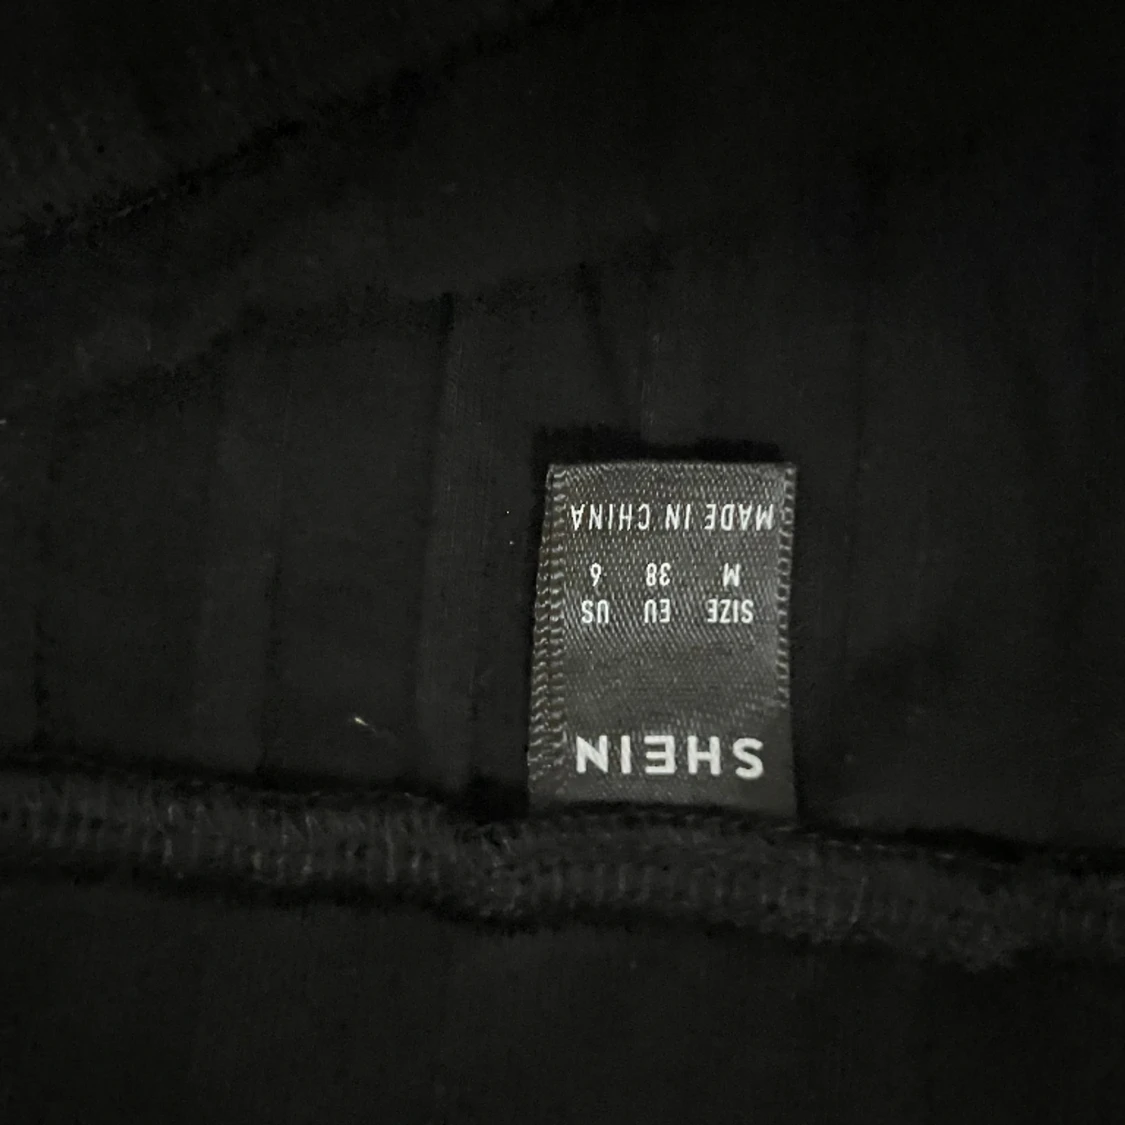 SHEIN
SIZE EU US
M 38 6
MADE IN CHINA